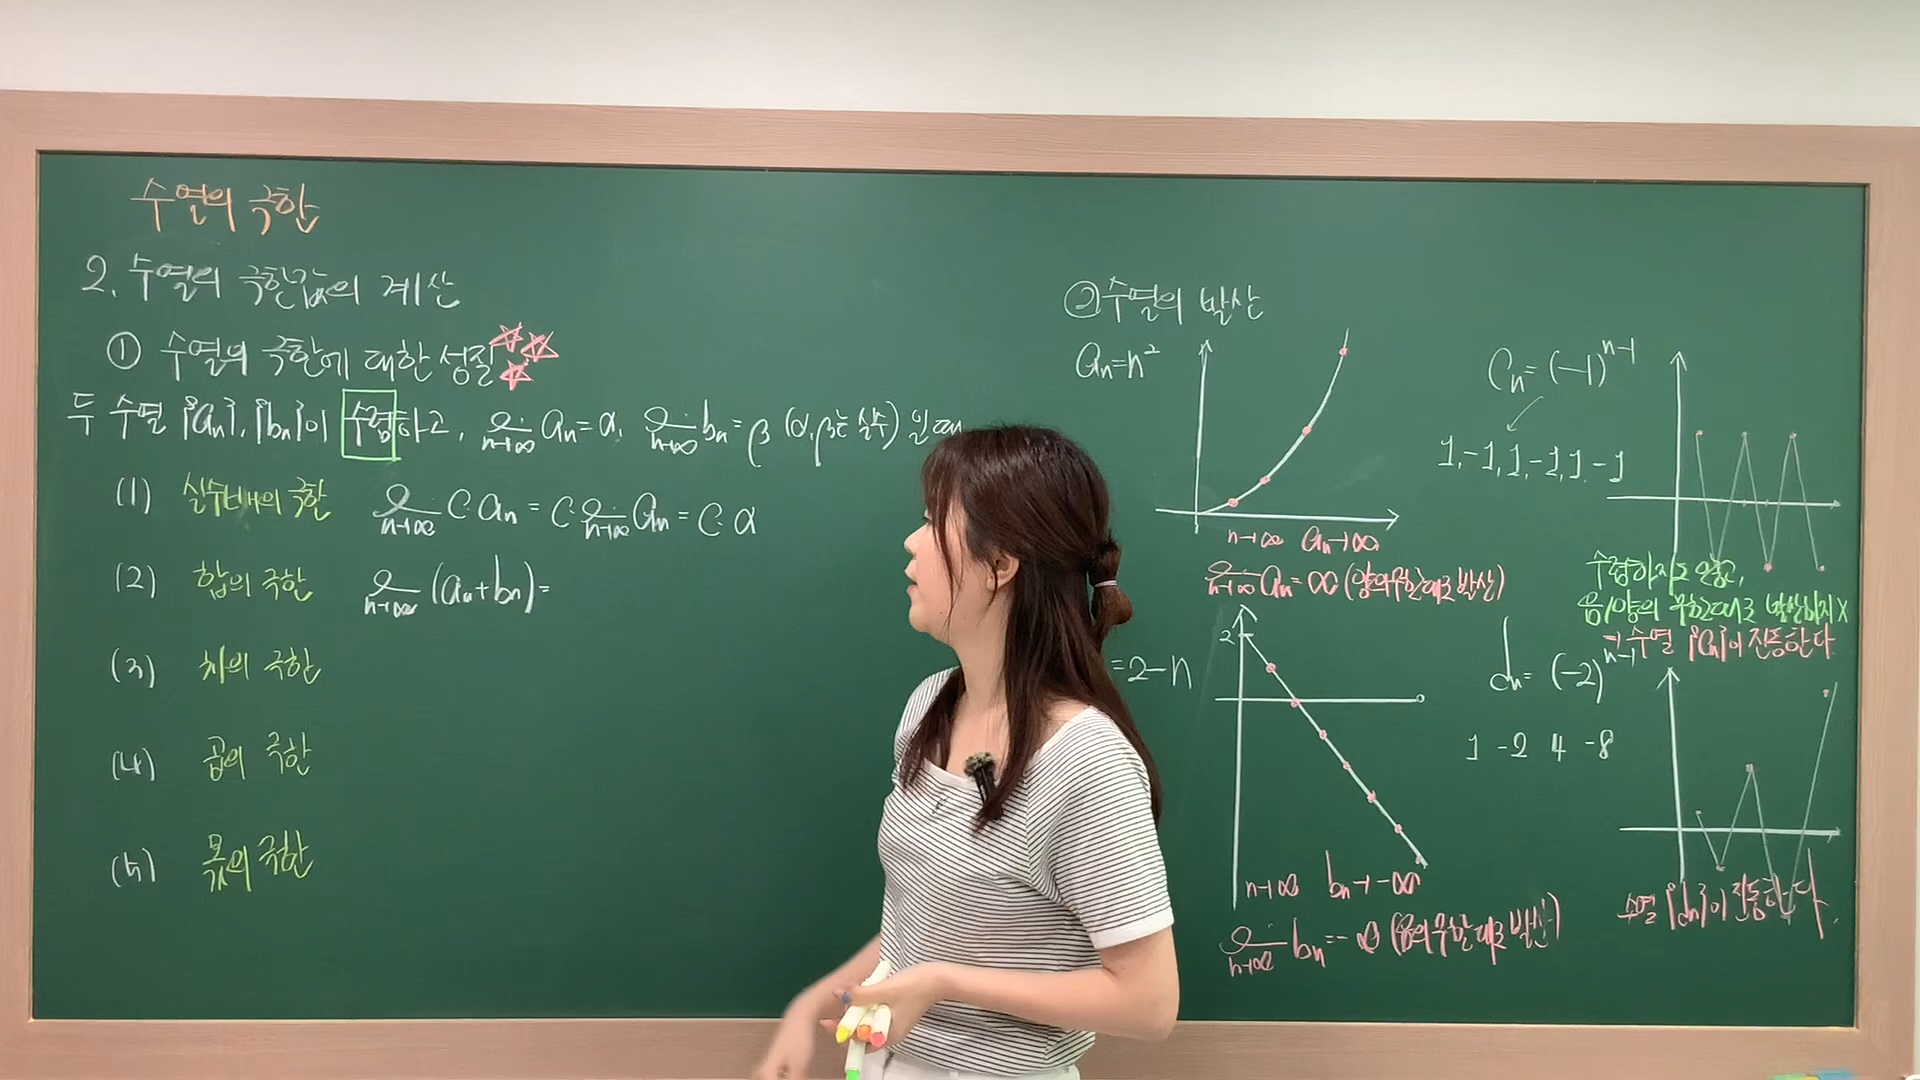 수열의 극한
2. 수열의 극한값의 계산
① 수열의 극한에 대한 성질
두 수열 {aₙ}, {bₙ}이 수렴하고, lim n→∞ aₙ=α, lim n→∞ bₙ=β (α,β는 실수) 일 때
(1) 실수배의 극한 lim n→∞ c·aₙ = c·lim n→∞ aₙ = c·α
(2) 합의 극한 lim n→∞ (aₙ+bₙ)=
(3) 차의 극한
(4) 곱의 극한
(5) 몫의 극한
② 수열의 발산
aₙ=n²
n→∞ aₙ→∞
lim n→∞ aₙ=∞ (양의 무한대로 발산)
=2-n
2
n→∞ bₙ→-∞
lim n→∞ bₙ=-∞ (음의 무한대로 발산)
Cₙ=(-1)ⁿ⁻¹
1,-1,1,-1,1,-1
수렴하지도 않고,
음/양의 무한대로 발산하지 X
→ 수열 {Cₙ}이 진동한다
dₙ=(-2)ⁿ⁻¹
1 -2 4 -8
수열 {dₙ}이 진동한다.